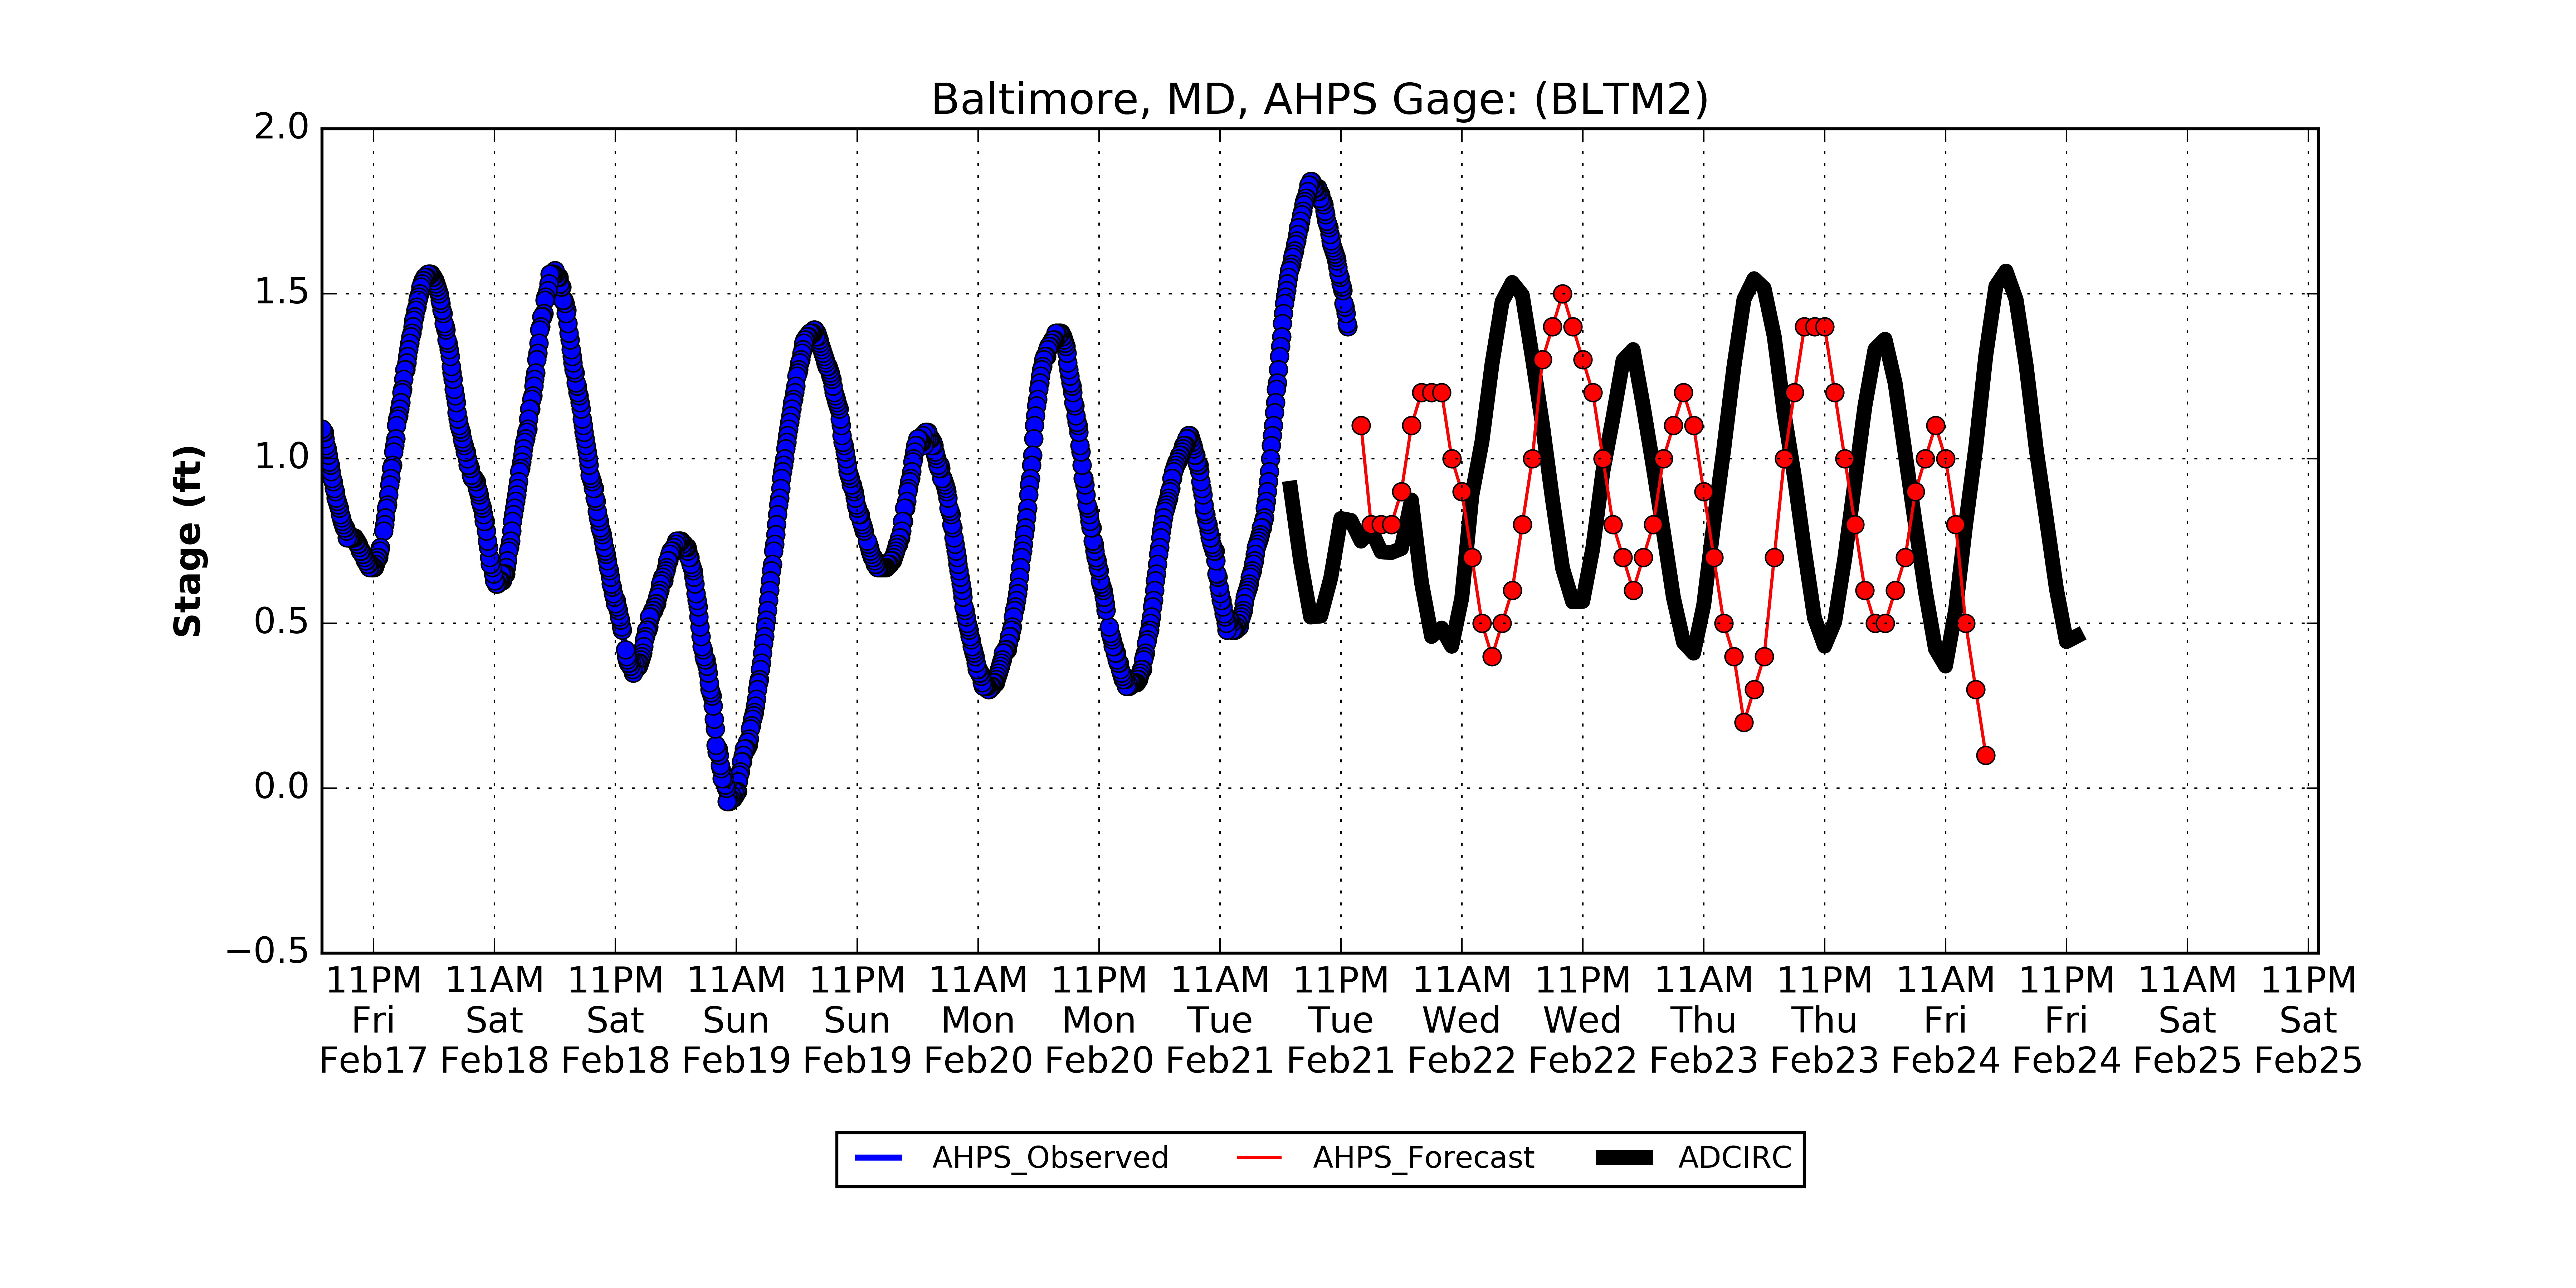 Baltimore, MD, AHPS Gage: (BLTM2)
2.0
1.5
1.0
0.5
0.0
−0.5
Stage (ft)
11PM 11AM 11PM 11AM 11PM 11AM 11PM 11AM 11PM 11AM 11PM 11AM 11PM 11AM 11PM 11AM 11PM
Fri Sat Sat Sun Sun Mon Mon Tue Tue Wed Wed Thu Thu Fri Fri Sat Sat
Feb17 Feb18 Feb18 Feb19 Feb19 Feb20 Feb20 Feb21 Feb21 Feb22 Feb22 Feb23 Feb23 Feb24 Feb24 Feb25 Feb25
AHPS_Observed AHPS_Forecast ADCIRC